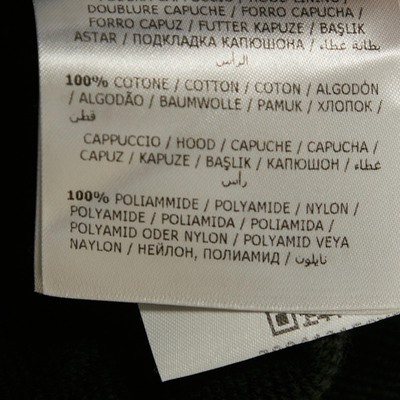 DOUBLURE CAPUCHE / FORRO CAPUCHA /
FORRO CAPUZ / FUTTER KAPUZE / BAŞLIK
ASTAR / ПОДКЛАДКА КАПЮШОНА / بطانة غطاء
الرأس
100% COTONE / COTTON / COTON / ALGODÓN
/ ALGODÃO / BAUMWOLLE / PAMUK / ХЛОПОК /
قطن
CAPPUCCIO / HOOD / CAPUCHE / CAPUCHA /
CAPUZ / KAPUZE / BAŞLIK / КАПЮШОН / غطاء
رأس
100% POLIAMMIDE / POLYAMIDE / NYLON /
POLYAMIDE / POLIAMIDA / POLIAMIDA /
POLYAMID ODER NYLON / POLYAMID VEYA
NAYLON / НЕЙЛОН, ПОЛИАМИД / نايلون